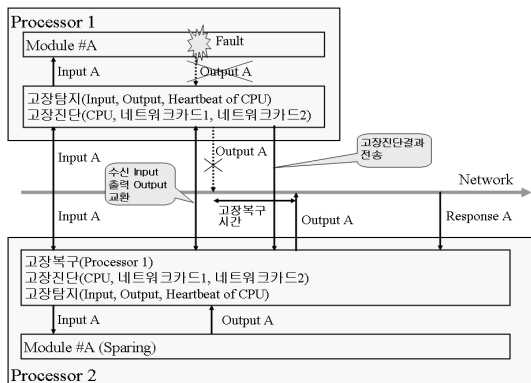 Processor 1
Module #A
Fault
Input A
Output A
고장탐지(Input, Output, Heartbeat of CPU)
고장진단(CPU, 네트워크카드1, 네트워크카드2)
Input A
Output A
고장진단결과
전송
수신 Input
출력 Output
교환
Network
Input A
고장복구
시간
Output A
Response A
고장복구(Processor 1)
고장진단(CPU, 네트워크카드1, 네트워크카드2)
고장탐지(Input, Output, Heartbeat of CPU)
Input A
Output A
Module #A (Sparing)
Processor 2